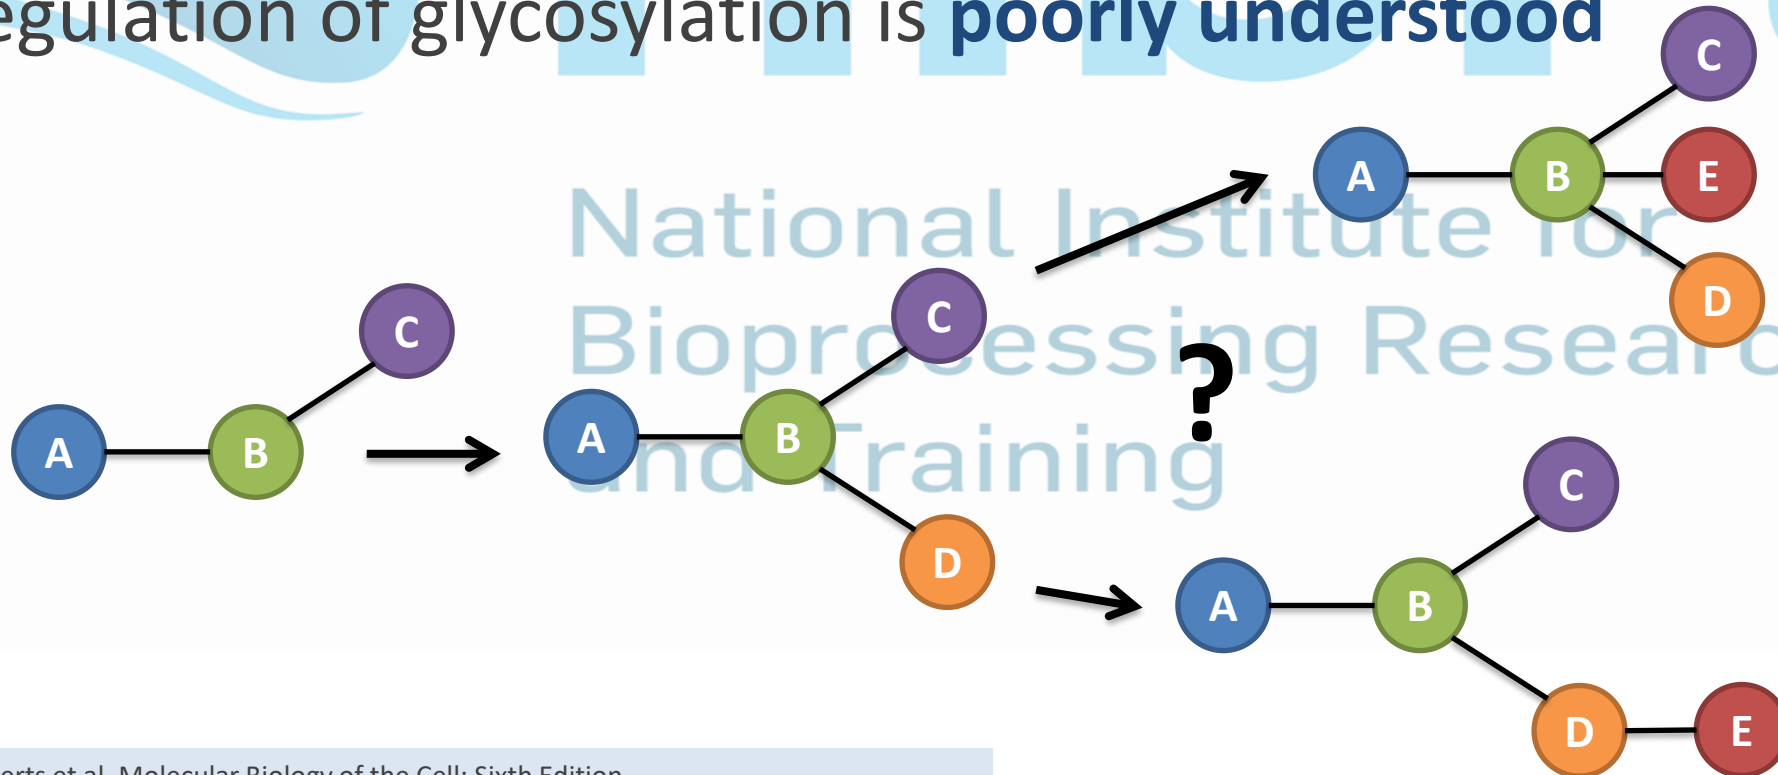 egulation of glycosylation is poorly understood
National Institute for
Bioprocessing Researc
and Training
C
A B E
D
C
A B
C
A B
D
?
C
A B
D E
erts et al. Molecular Biology of the Cell: Sixth Edition